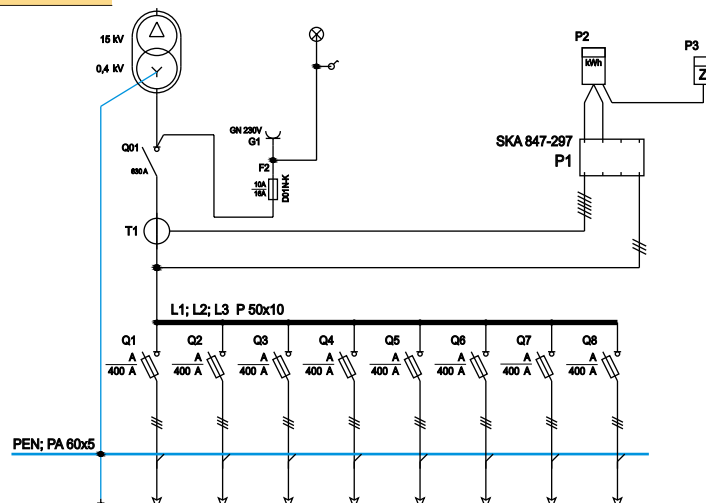 15 kV
0,4 kV
P2
kWh
P3
Z
GN 230V
G1
SKA 847-297
P1
Q01
630 A
F2
10A
16A
D01N-K
T1
L1; L2; L3 P 50x10
Q1
A
400 A
Q2
A
400 A
Q3
A
400 A
Q4
A
400 A
Q5
A
400 A
Q6
A
400 A
Q7
A
400 A
Q8
A
400 A
PEN; PA 60x5